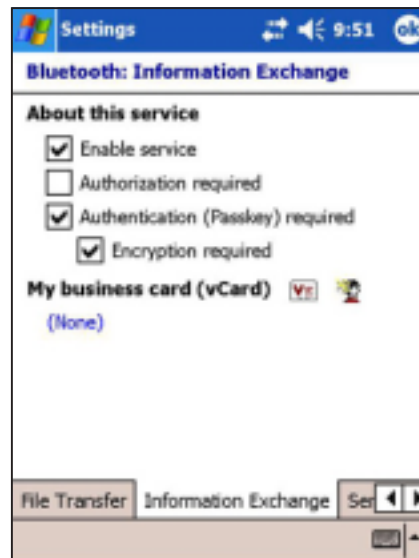 Settings 9:51 ok
Bluetooth: Information Exchange
About this service
Enable service
Authorization required
Authentication (Passkey) required
Encryption required
My business card (vCard)
(None)
File Transfer Information Exchange Ser